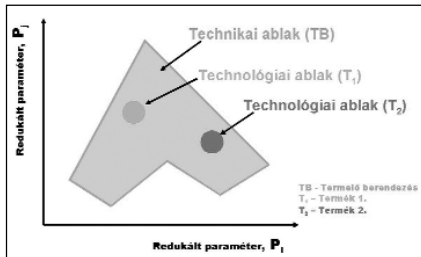 Redukált paraméter, Pj
Technikai ablak (TB)
Technológiai ablak (T1)
Technológiai ablak (T2)
TB - Termelő berendezés
T1 – Termék 1.
T2 – Termék 2.
Redukált paraméter, Pi